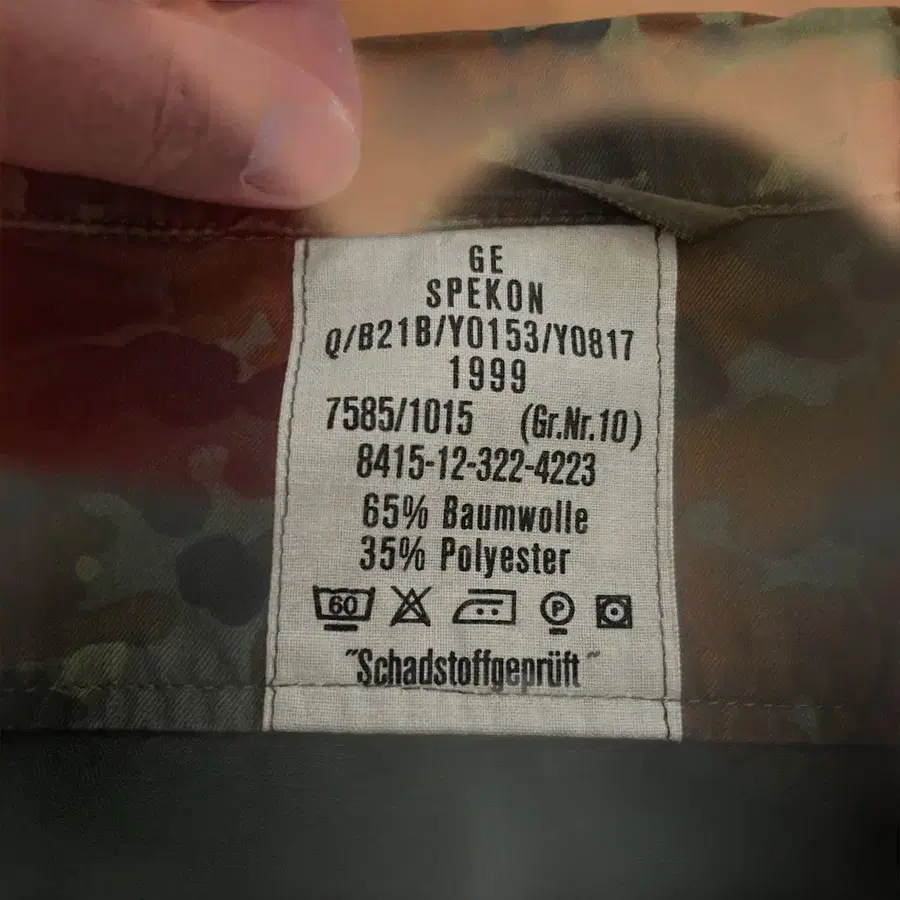 GE
SPEKON
Q/B21B/Y0153/Y0817
1999
7585/1015 (Gr.Nr.10)
8415-12-322-4223
65% Baumwolle
35% Polyester
60 P
"Schadstoffgeprüft"